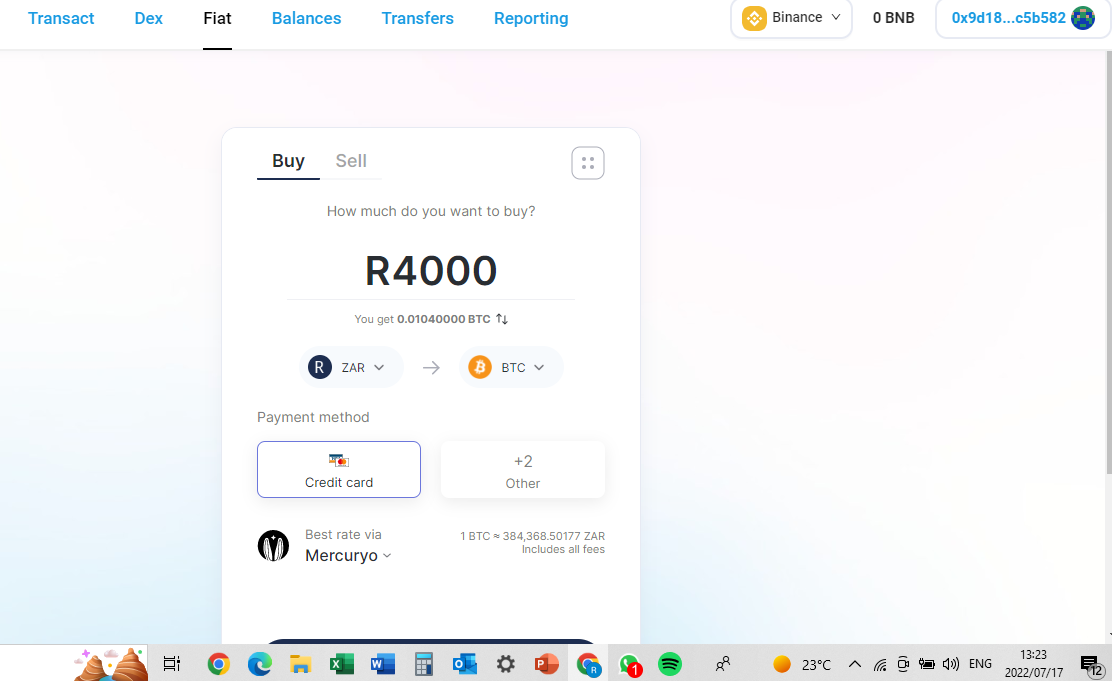 Transact Dex Fiat Balances Transfers Reporting Binance 0 BNB 0x9d18...c5b582
Buy Sell
How much do you want to buy?
R4000
You get 0.01040000 BTC
R ZAR → BTC
Payment method
Credit card
+2
Other
Best rate via
Mercuryo
1 BTC ≈ 384,368.50177 ZAR
Includes all fees
R 1 23°C ENG
13:23
2022/07/17
12